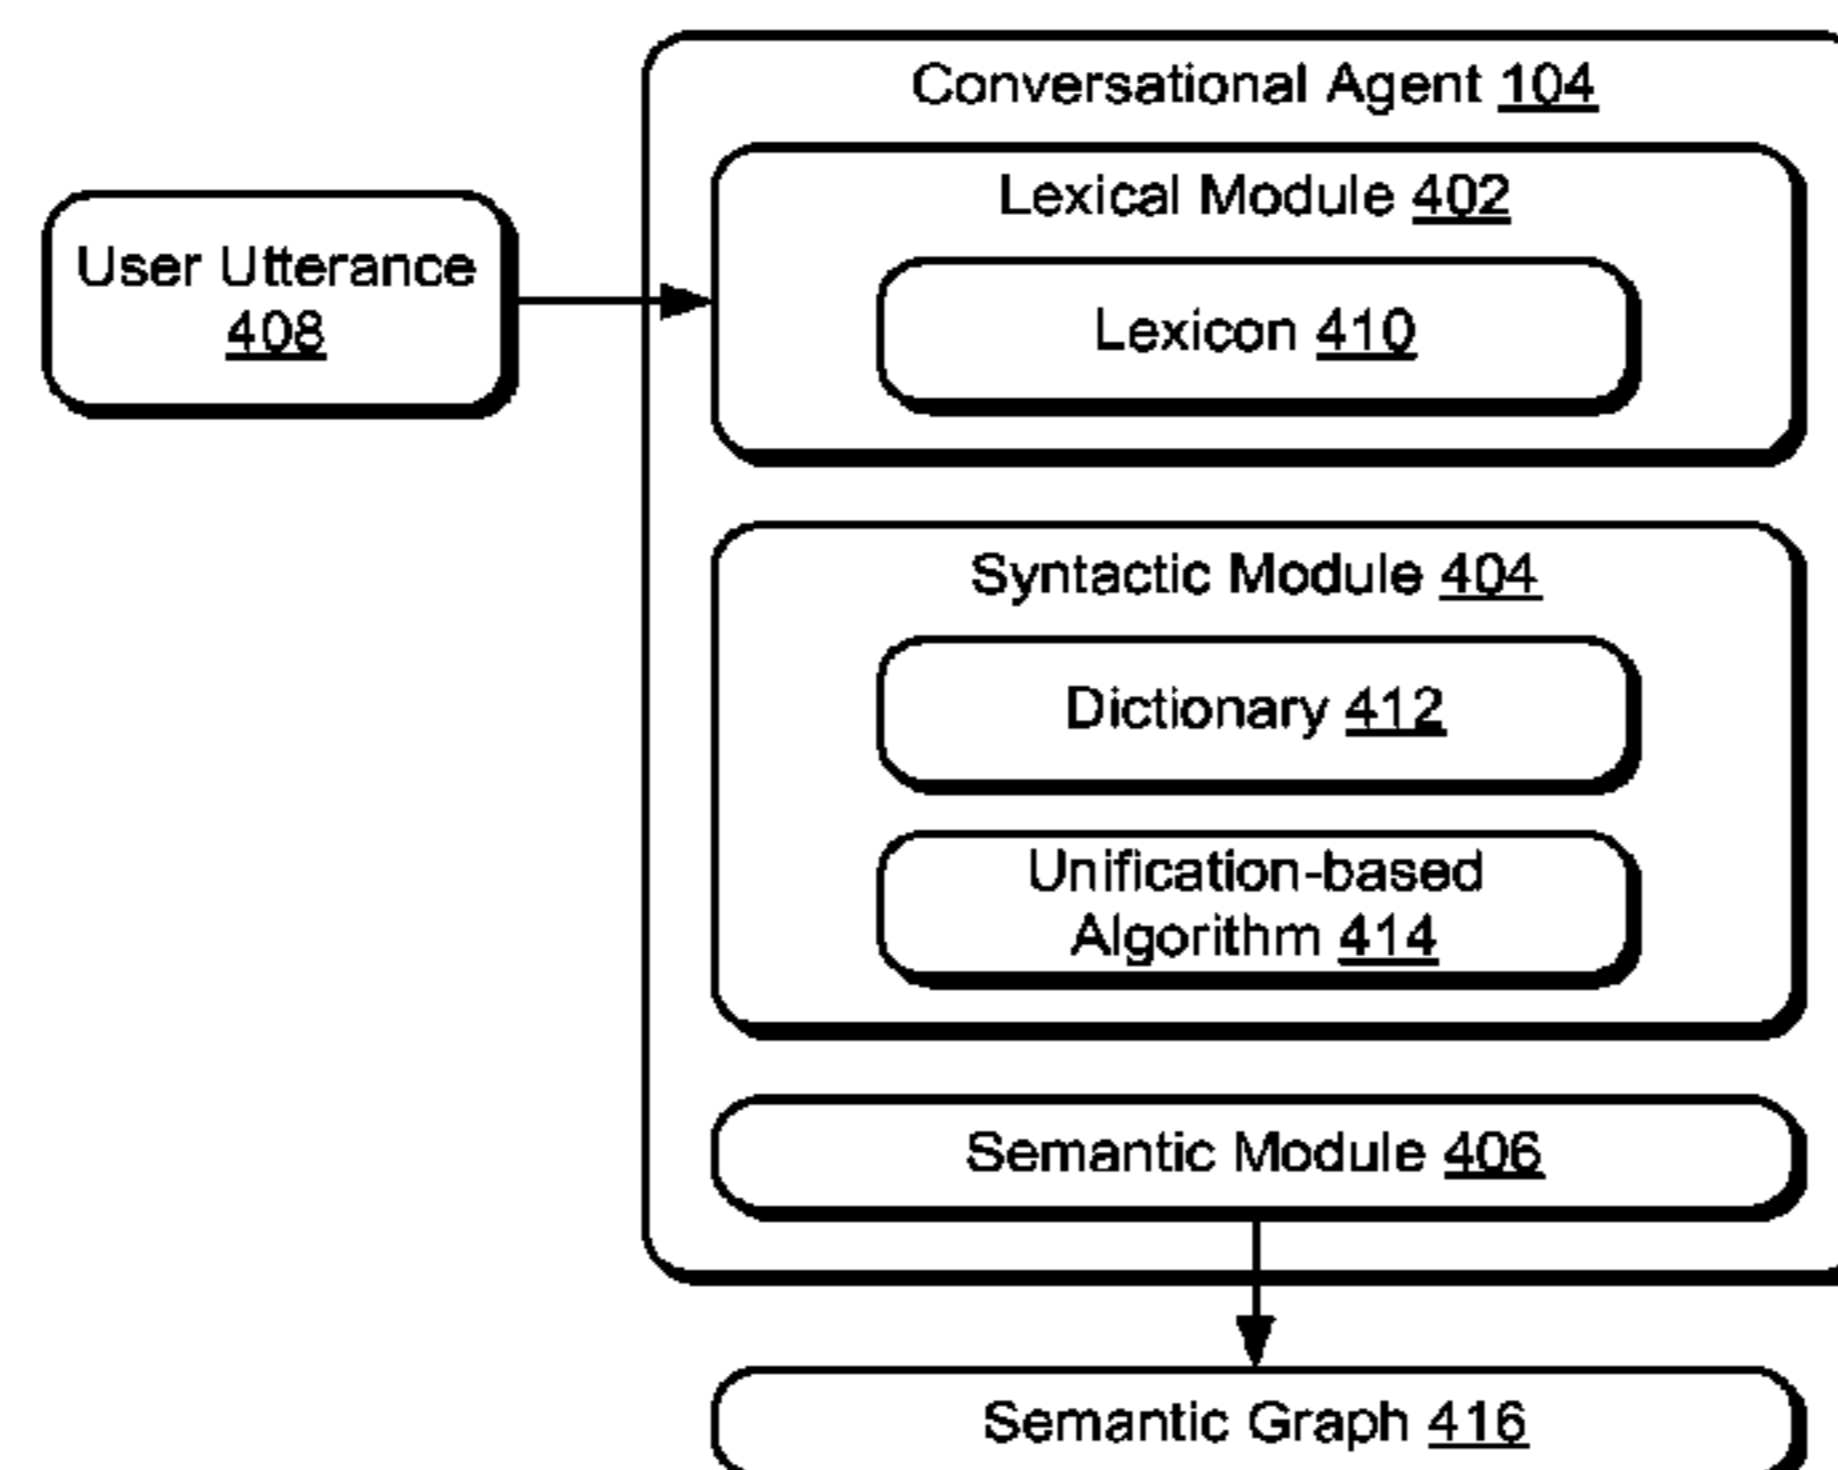 Conversational Agent 104
Lexical Module 402
User Utterance
408
Lexicon 410
Syntactic Module 404
Dictionary 412
Unification-based
Algorithm 414
Semantic Module 406
Semantic Graph 416